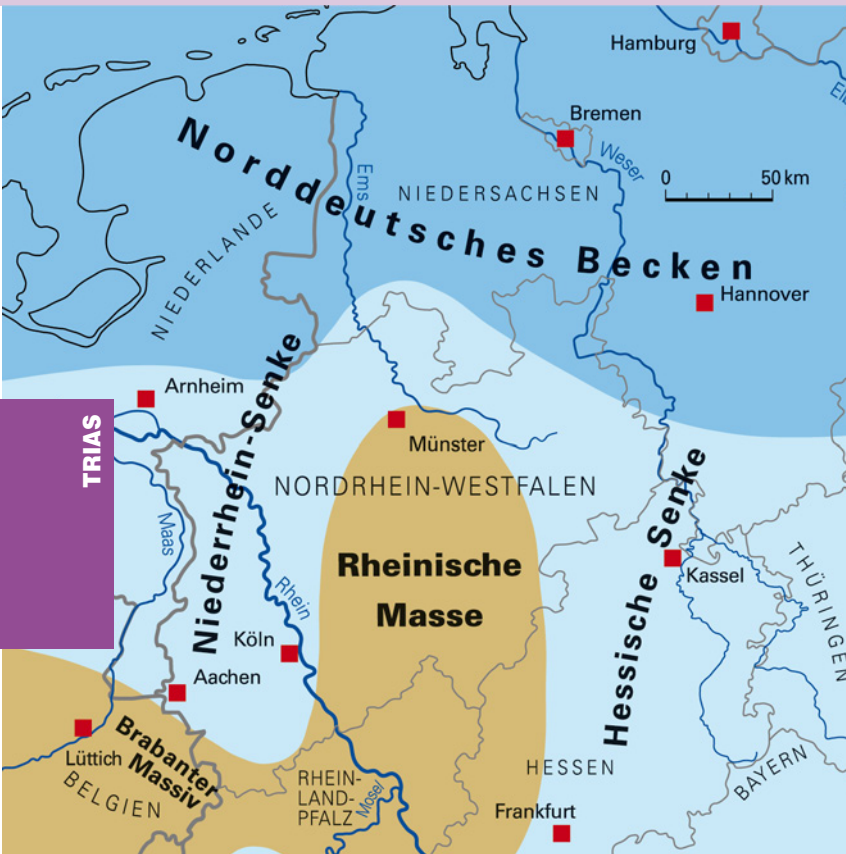 Hamburg
Elb
Bremen
Weser
0 50 km
Norddeutsches Becken
Ems
NIEDERSACHSEN
NIEDERLANDE
Hannover
Arnheim
Niederrhein-Senke
TRIAS
Münster
NORDRHEIN-WESTFALEN
Hessische Senke
Maas
Rhein
Rheinische
Masse
Kassel
THÜRINGEN
Köln
Aachen
Lüttich
Brabanter
Massiv
BELGIEN
RHEIN-
LAND-
PFALZ
Mosel
HESSEN
BAYERN
Frankfurt